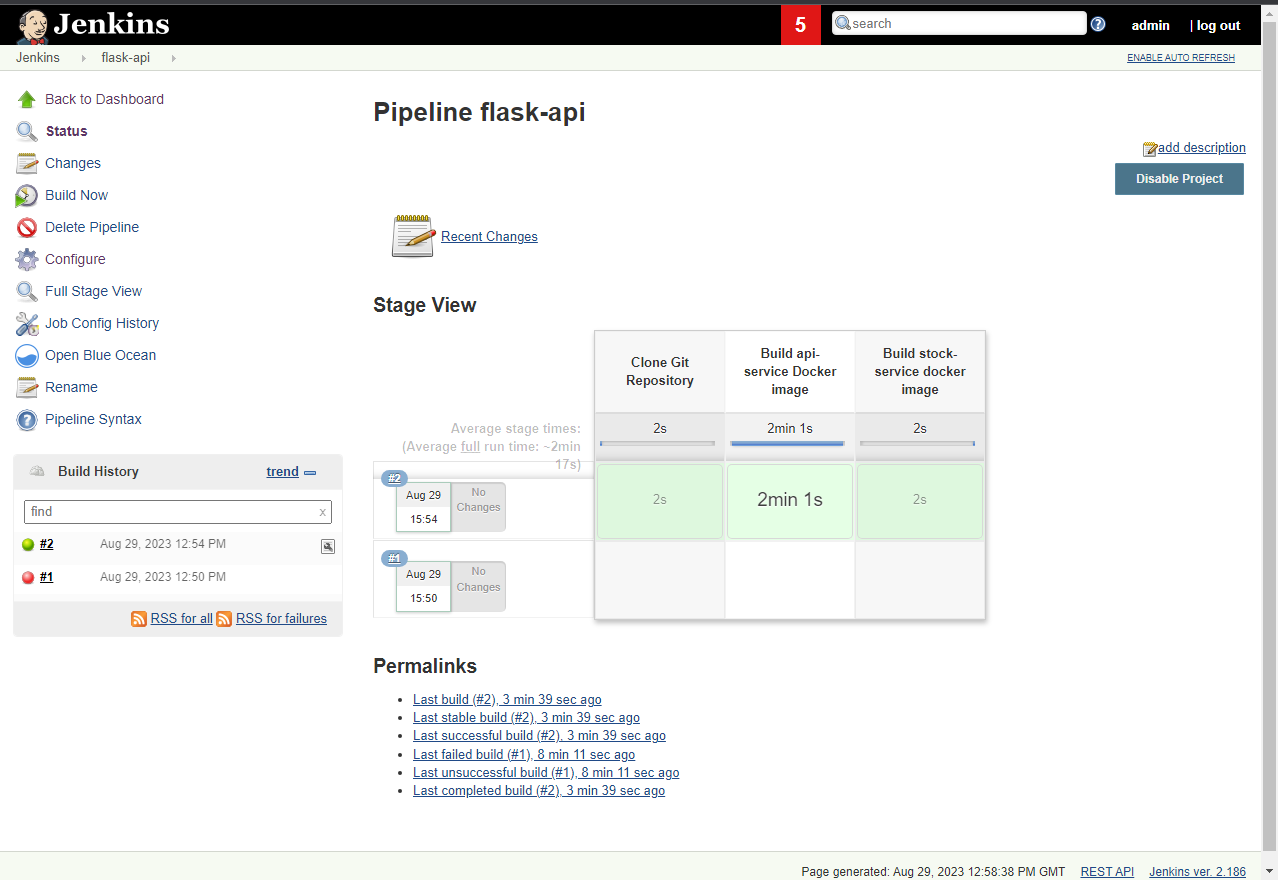 Jenkins
5
search
?
admin
| log out
Jenkins
flask-api
ENABLE AUTO REFRESH
Back to Dashboard
Status
Changes
Build Now
Delete Pipeline
Configure
Full Stage View
Job Config History
Open Blue Ocean
Rename
Pipeline Syntax
Build History
trend
find
x
#2 Aug 29, 2023 12:54 PM
#1 Aug 29, 2023 12:50 PM
RSS for all RSS for failures
Pipeline flask-api
add description
Disable Project
Recent Changes
Stage View
Clone Git
Repository
Build api-
service Docker
image
Build stock-
service docker
image
Average stage times:
(Average full run time: ~2min
17s)
2s
2min 1s
2s
#2
Aug 29
15:54
No
Changes
2s
2min 1s
2s
#1
Aug 29
15:50
No
Changes
Permalinks
Last build (#2), 3 min 39 sec ago
Last stable build (#2), 3 min 39 sec ago
Last successful build (#2), 3 min 39 sec ago
Last failed build (#1), 8 min 11 sec ago
Last unsuccessful build (#1), 8 min 11 sec ago
Last completed build (#2), 3 min 39 sec ago
Page generated: Aug 29, 2023 12:58:38 PM GMT REST API Jenkins ver. 2.186